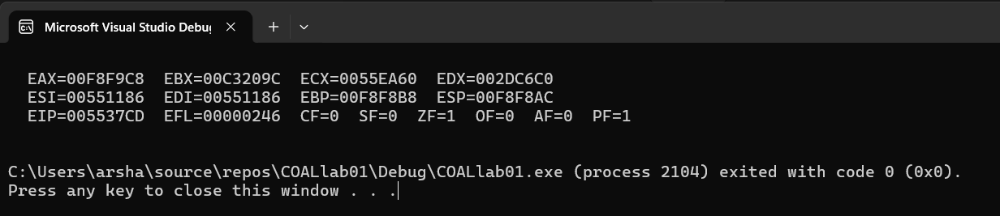 Microsoft Visual Studio Debu
EAX=00F8F9C8  EBX=00C3209C  ECX=0055EA60  EDX=002DC6C0
ESI=00551186  EDI=00551186  EBP=00F8F8B8  ESP=00F8F8AC
EIP=005537CD  EFL=00000246  CF=0  SF=0  ZF=1  OF=0  AF=0  PF=1
C:\Users\arsha\source\repos\COALlab01\Debug\COALlab01.exe (process 2104) exited with code 0 (0x0).
Press any key to close this window . . .